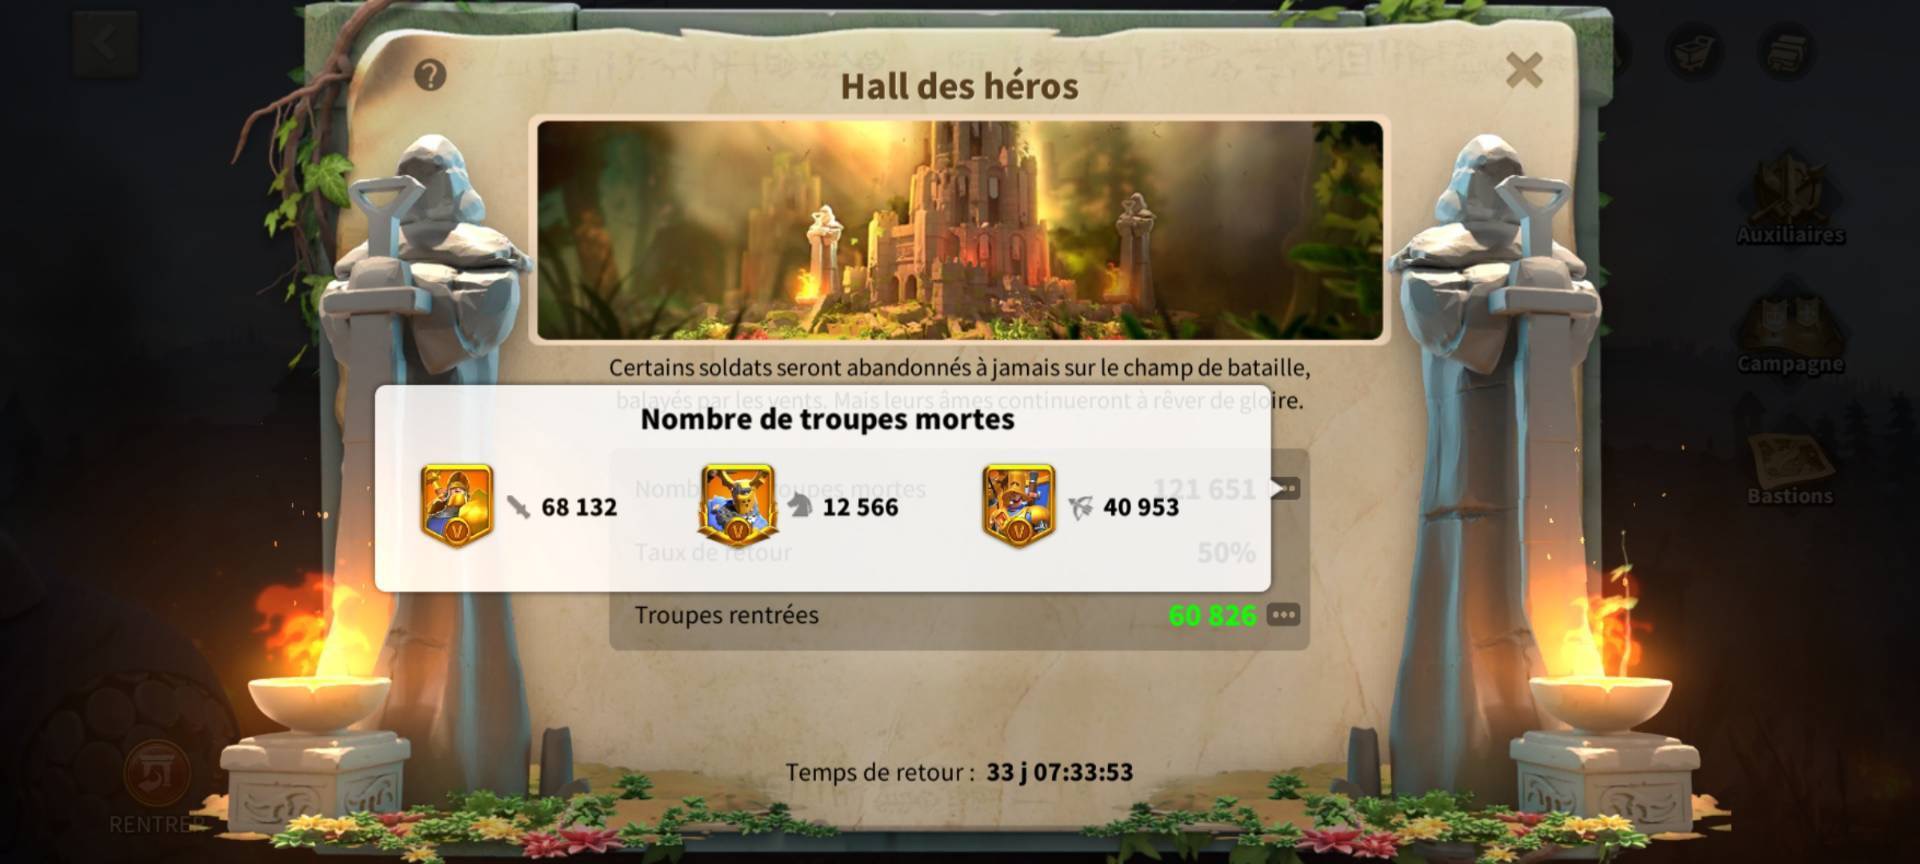 Hall des héros
Certains soldats seront abandonnés à jamais sur le champ de bataille,
balayés par les vents. Mais leurs âmes continueront à rêver de gloire.
Nombre de troupes mortes
68 132
12 566
40 953
Nombre de troupes mortes 121 651
Taux de retour 50%
Troupes rentrées 60 826
Temps de retour : 33 j 07:33:53
Auxiliaires
Campagne
Bastions
RENTRER